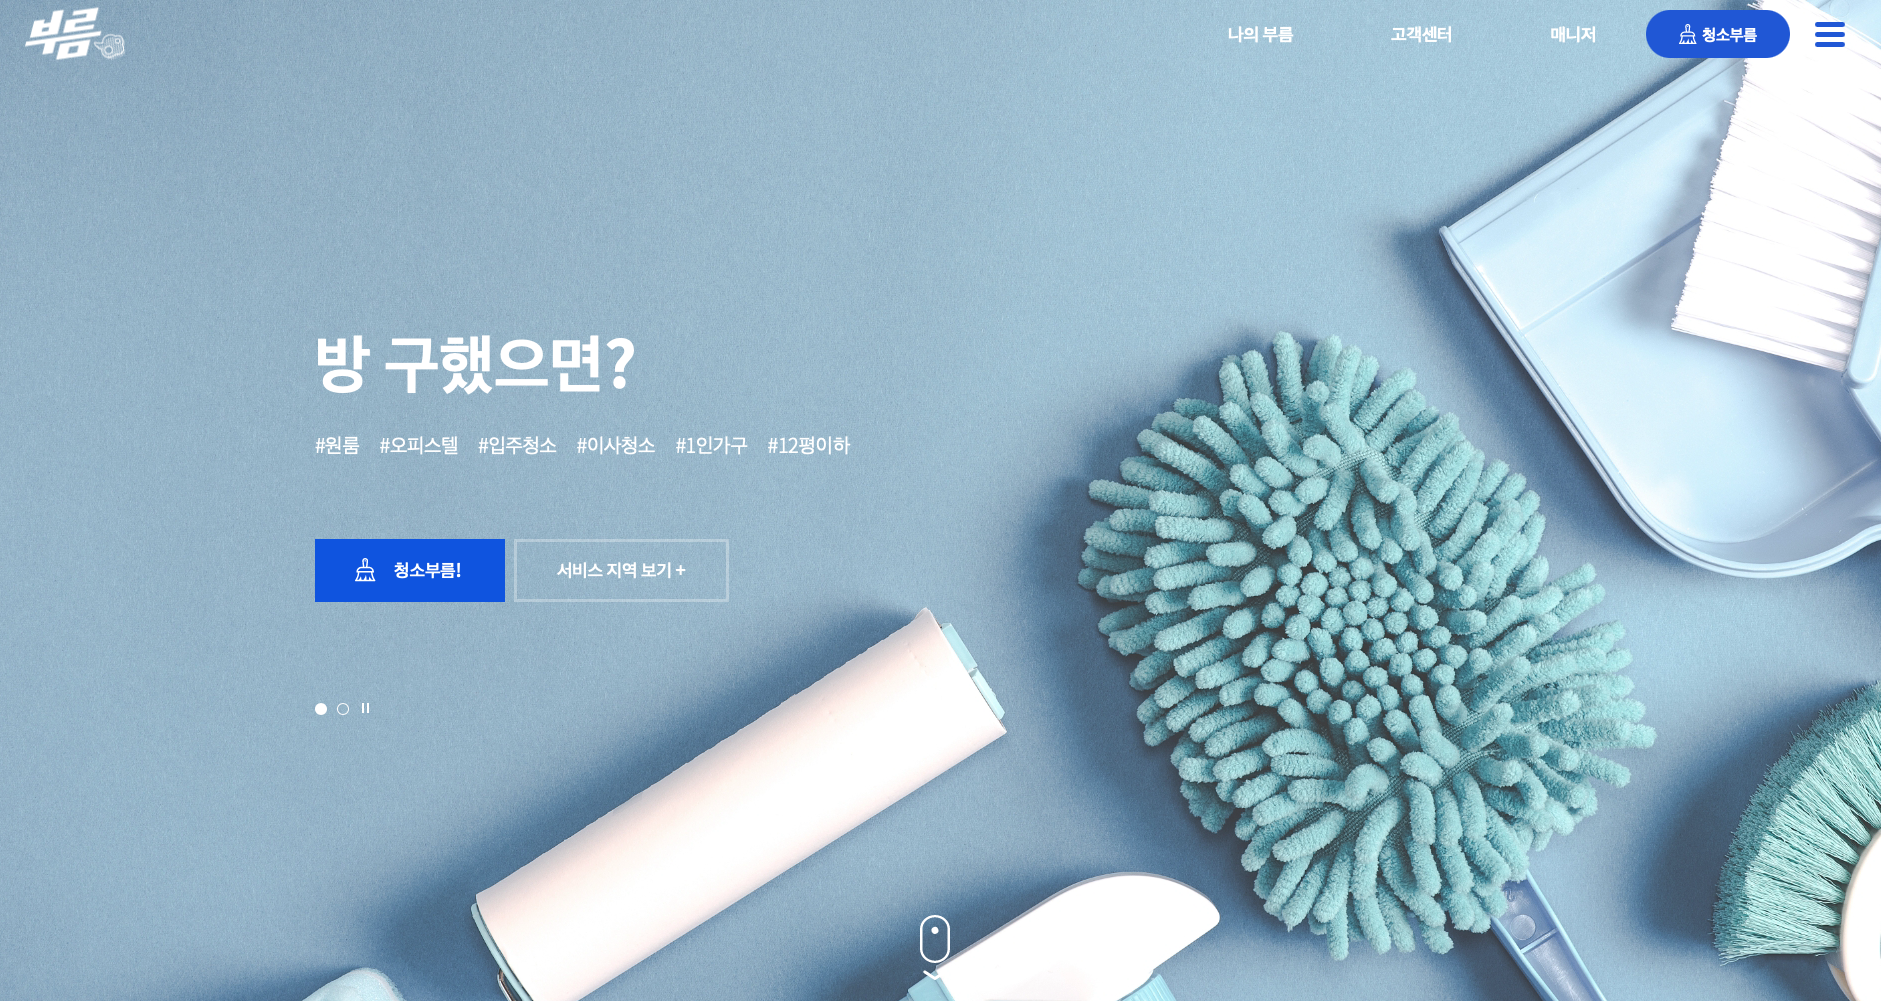 부름
나의 부름
고객센터
매니저
청소부름
방 구했으면?
#원룸 #오피스텔 #입주청소 #이사청소 #1인가구 #12평이하
청소부름!
서비스 지역 보기 +